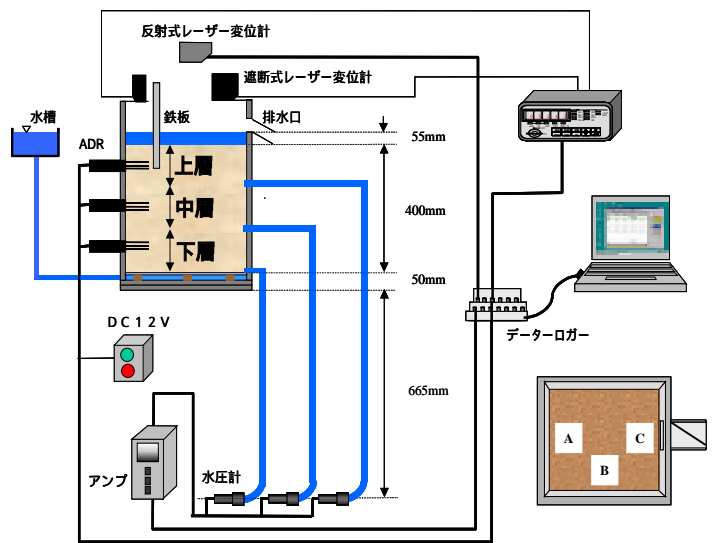 反射式レーザー変位計
遮断式レーザー変位計
水槽
鉄板
排水口
ADR
55mm
上層
中層
400mm
下層
50mm
データーロガー
DC12V
665mm
A
C
B
アンプ
水圧計